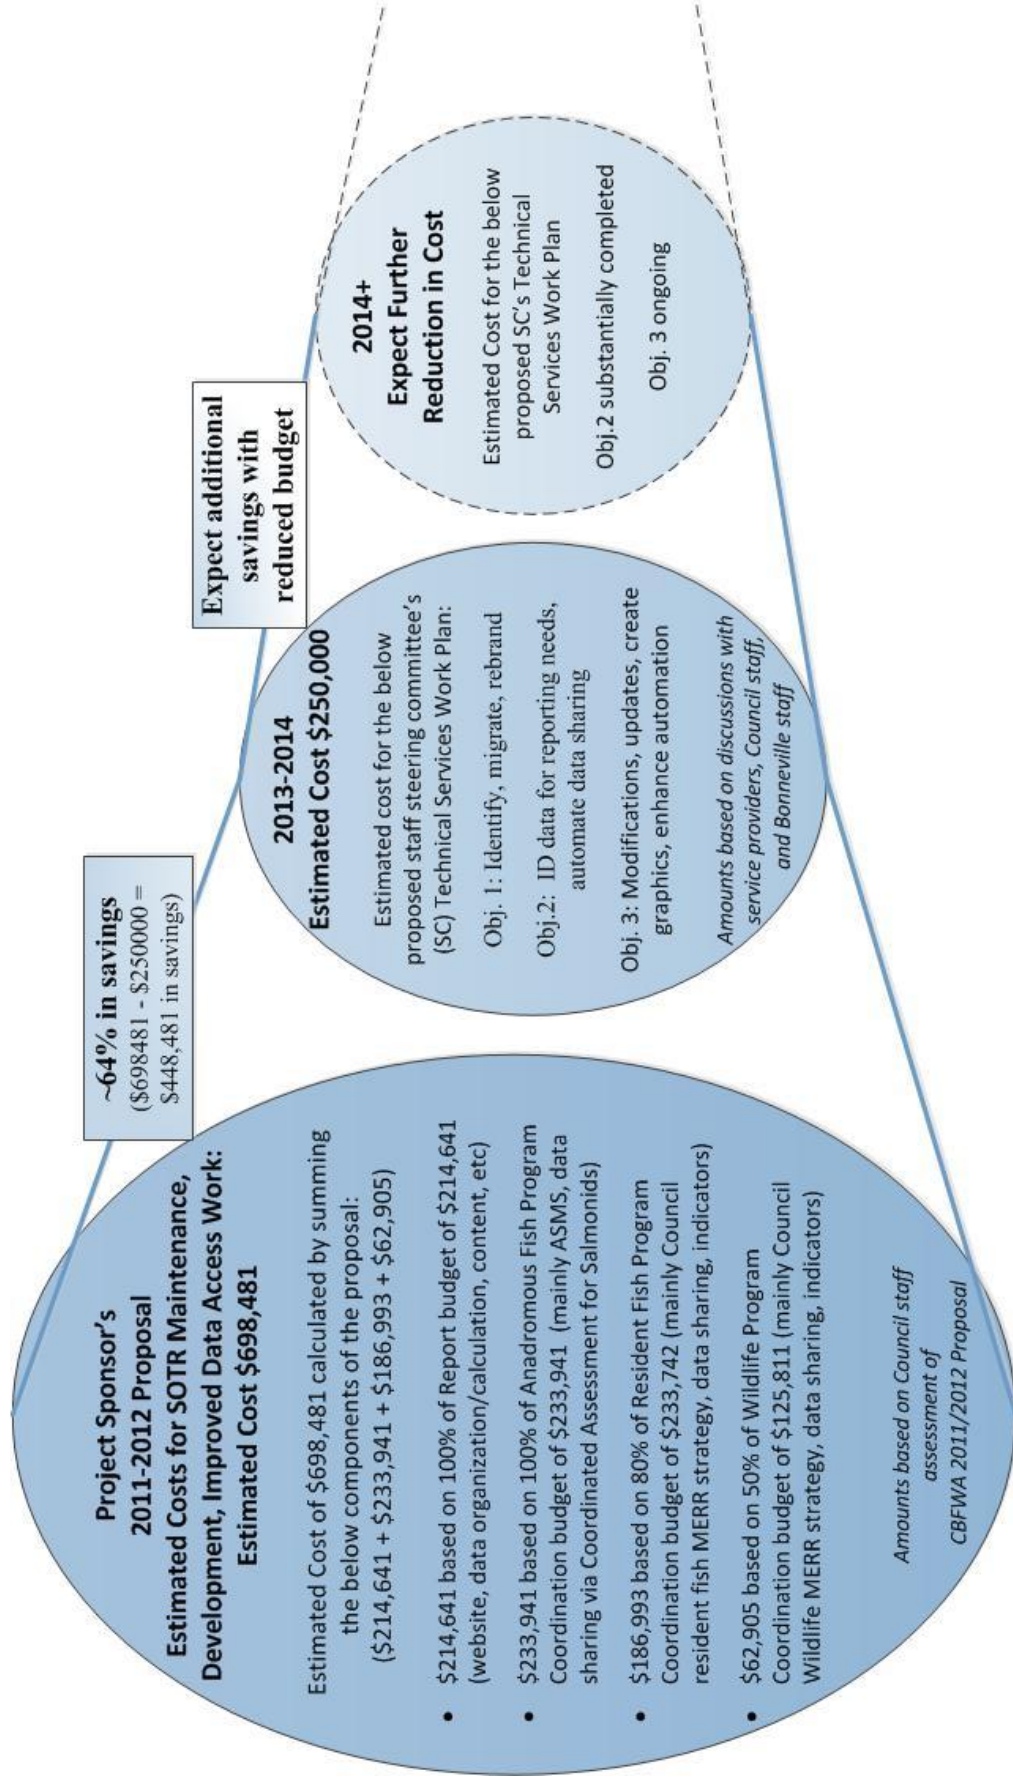 Project Sponsor's
2011-2012 Proposal
Estimated Costs for SOTR Maintenance,
Development, Improved Data Access Work:
Estimated Cost $698,481
Estimated Cost of $698,481 calculated by summing
the below components of the proposal:
($214,641 + $233,941 + $186,993 + $62,905)
• $214,641 based on 100% of Report budget of $214,641
(website, data organization/calculation, content, etc)
• $233,941 based on 100% of Anadromous Fish Program
Coordination budget of $233,941 (mainly ASMS, data
sharing via Coordinated Assessment for Salmonids)
• $186,993 based on 80% of Resident Fish Program
Coordination budget of $233,742 (mainly Council
resident fish MERR strategy, data sharing, indicators)
• $62,905 based on 50% of Wildlife Program
Coordination budget of $125,811 (mainly Council
Wildlife MERR strategy, data sharing, indicators)
Amounts based on Council staff
assessment of
CBFWA 2011/2012 Proposal
~64% in savings
($698481 - $250000 =
$448,481 in savings)
2013-2014
Estimated Cost $250,000
Estimated cost for the below
proposed staff steering committee's
(SC) Technical Services Work Plan:
Obj. 1: Identify, migrate, rebrand
Obj.2: ID data for reporting needs,
automate data sharing
Obj. 3: Modifications, updates, create
graphics, enhance automation
Amounts based on discussions with
service providers, Council staff,
and Bonneville staff
Expect additional
savings with
reduced budget
2014+
Expect Further
Reduction in Cost
Estimated Cost for the below
proposed SC's Technical
Services Work Plan
Obj.2 substantially completed
Obj. 3 ongoing